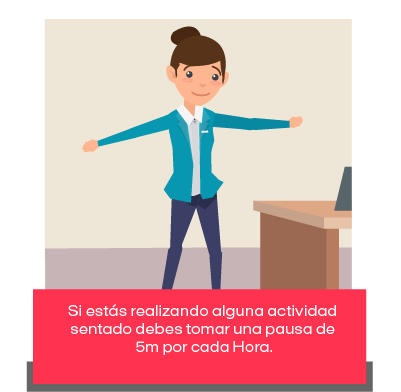 Si estás realizando alguna actividad
sentado debes tomar una pausa de
5m por cada Hora.